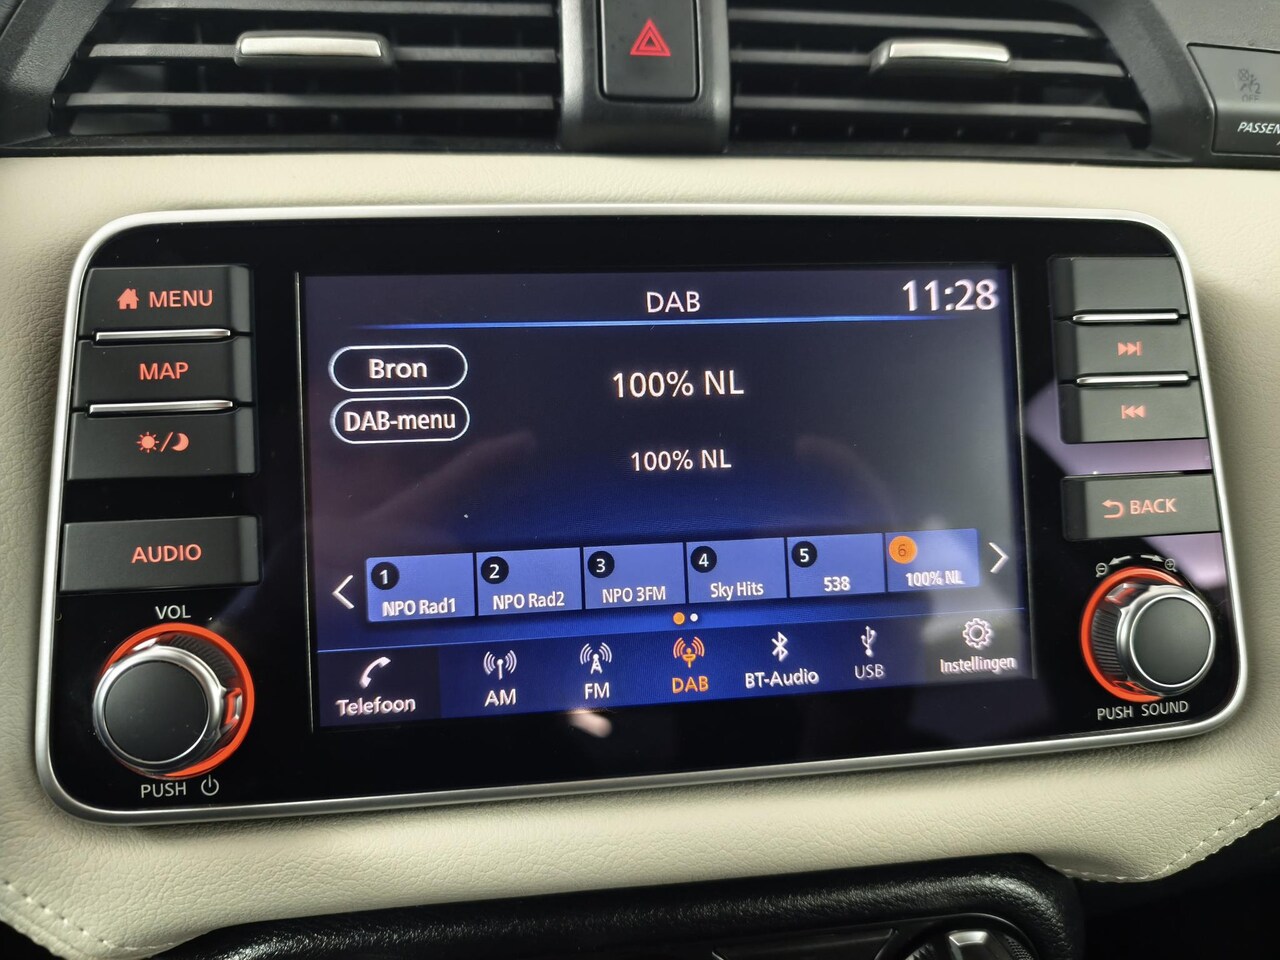 OFF
PASSEN
MENU
MAP
AUDIO
VOL
PUSH
DAB
11:28
Bron
100% NL
DAB-menu
100% NL
1 NPO Rad1
2 NPO Rad2
3 NPO 3FM
4 Sky Hits
5 538
6 100% NL
Telefoon
AM
FM
DAB
BT-Audio
USB
Instellingen
BACK
PUSH SOUND